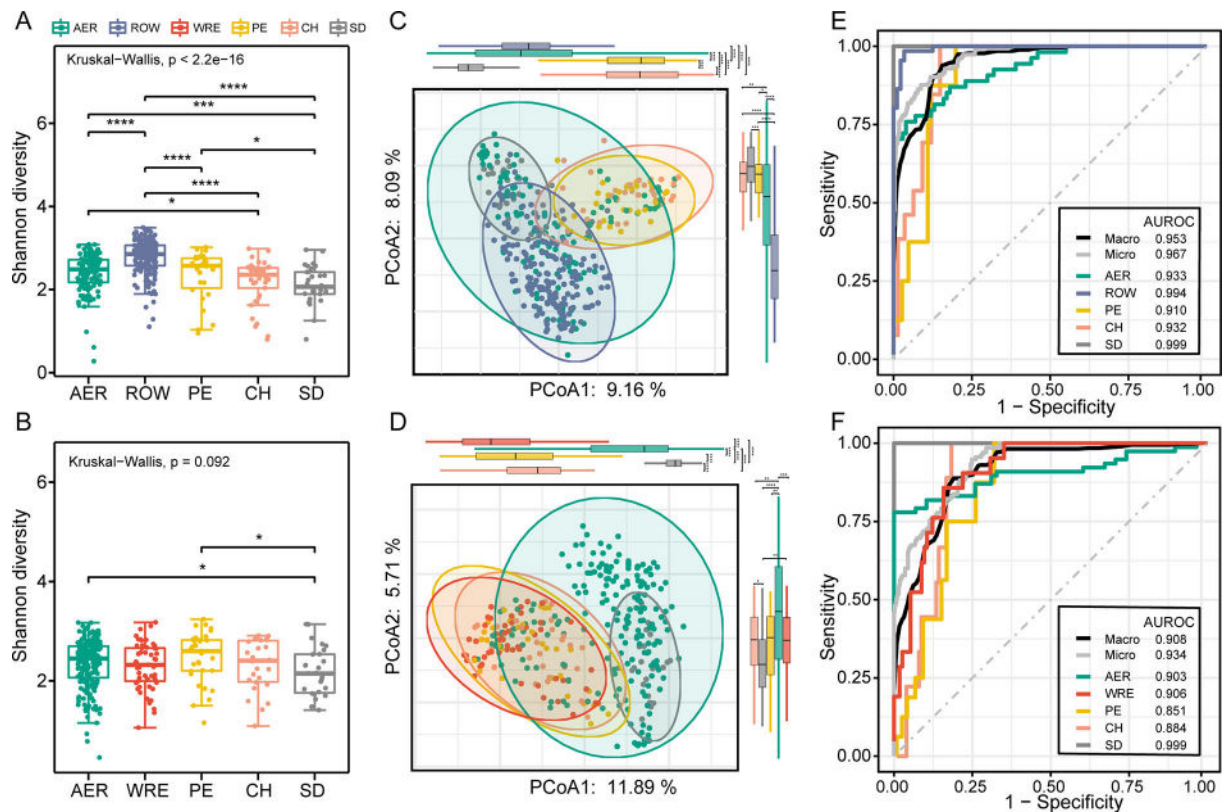 A
AER ROW WRE PE CH SD
Kruskal−Wallis, p < 2.2e−16
****
***
****
*
****
****
*
Shannon diversity
6
4
2
0
AER ROW PE CH SD
B
Kruskal−Wallis, p = 0.092
*
*
Shannon diversity
6
4
2
0
AER WRE PE CH SD
C
PCoA2: 8.09 %
PCoA1: 9.16 %
D
PCoA2: 5.71 %
PCoA1: 11.89 %
E
Sensitivity
1.00
0.75
0.50
0.25
0.00
AUROC
Macro 0.953
Micro 0.967
AER 0.933
ROW 0.994
PE 0.910
CH 0.932
SD 0.999
0.00 0.25 0.50 0.75 1.00
1 − Specificity
F
Sensitivity
1.00
0.75
0.50
0.25
0.00
AUROC
Macro 0.908
Micro 0.934
AER 0.903
WRE 0.906
PE 0.851
CH 0.884
SD 0.999
0.00 0.25 0.50 0.75 1.00
1 − Specificity